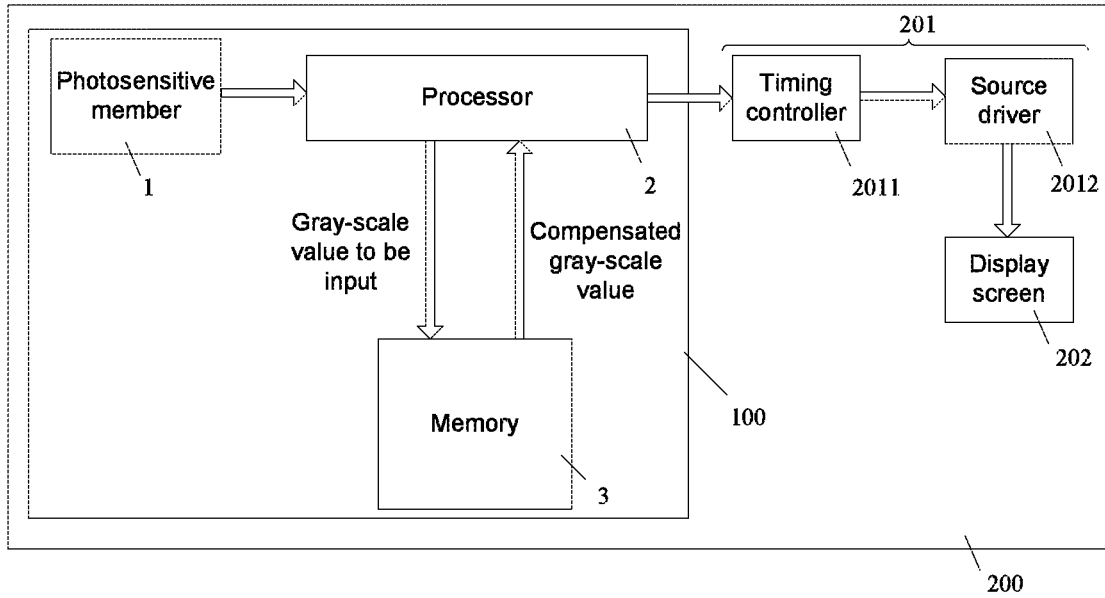 201
Photosensitive
member
Processor
Timing
controller
Source
driver
1
2
2011
2012
Gray-scale
value to be
input
Compensated
gray-scale
value
Display
screen
202
Memory
100
3
200